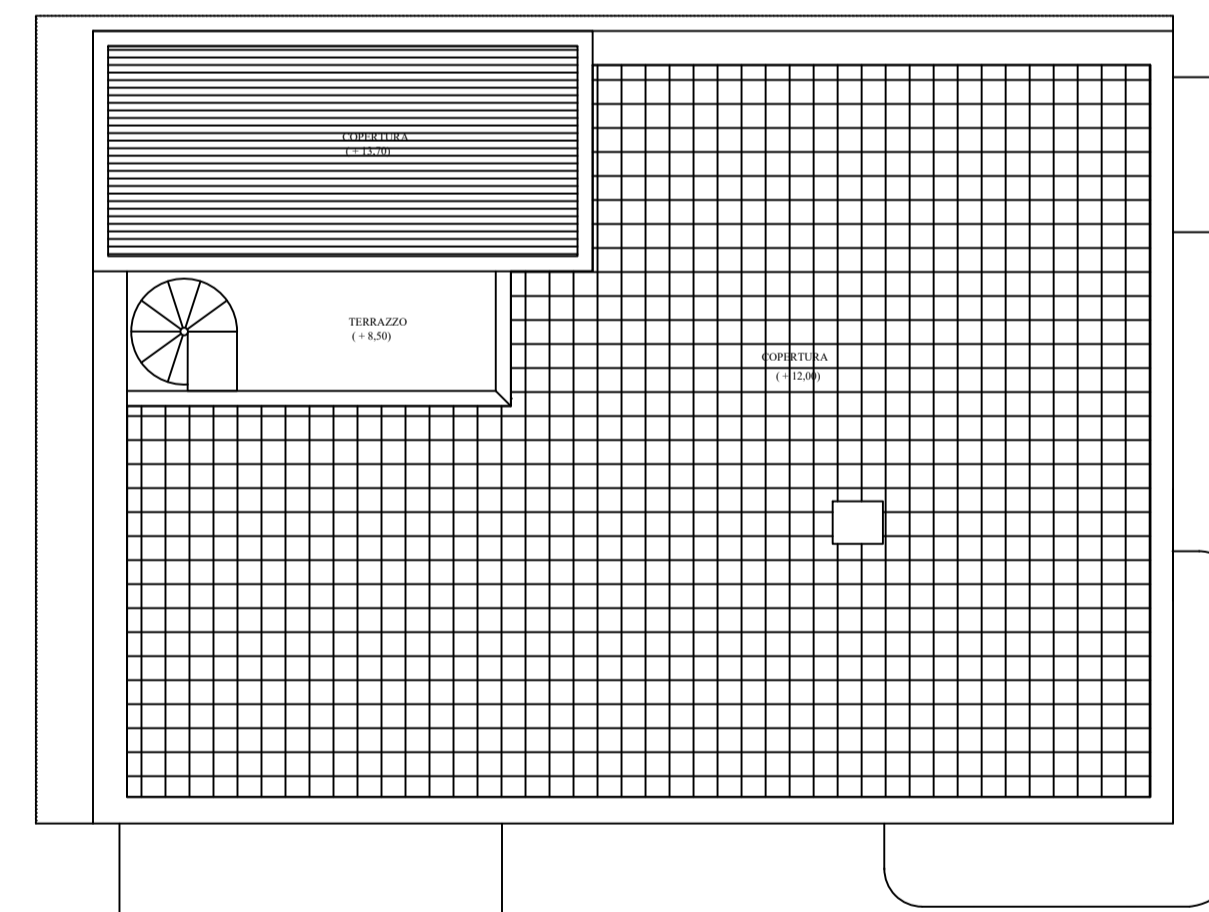 COPERTURA
( + 13,70)
TERRAZZO
( + 8,50)
COPERTURA
( + 12,00)